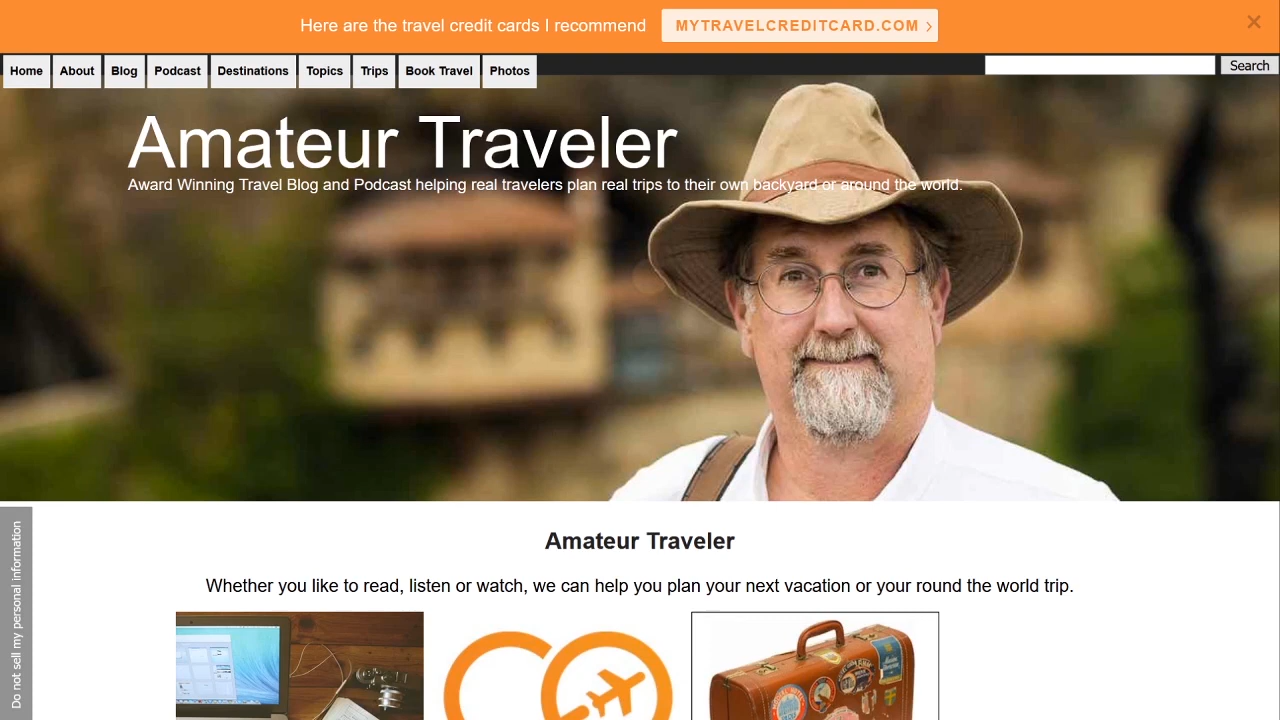 Here are the travel credit cards I recommend MYTRAVELCREDITCARD.COM
Home About Blog Podcast Destinations Topics Trips Book Travel Photos Search
Amateur Traveler
Award Winning Travel Blog and Podcast helping real travelers plan real trips to their own backyard or around the world.
Do not sell my personal information
Amateur Traveler
Whether you like to read, listen or watch, we can help you plan your next vacation or your round the world trip.